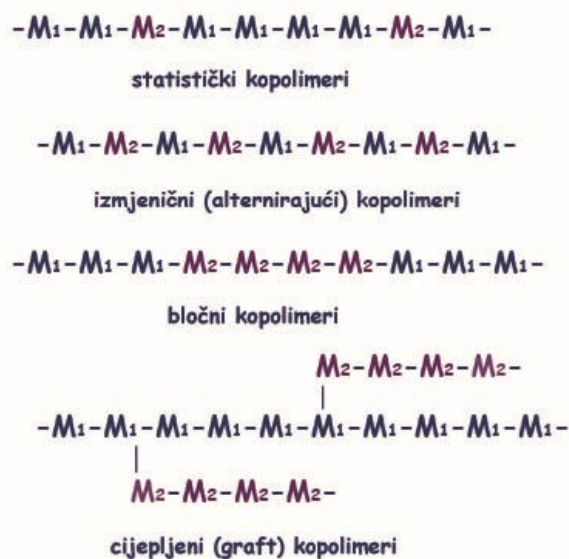 -M1-M1-M2-M1-M1-M1-M1-M2-M1-
statistički kopolimeri
-M1-M2-M1-M2-M1-M2-M1-M2-M1-
izmjenični (alternirajući) kopolimeri
-M1-M1-M1-M2-M2-M2-M2-M1-M1-M1-
bločni kopolimeri
M2-M2-M2-M2-
-M1-M1-M1-M1-M1-M1-M1-M1-M1-M1-
M2-M2-M2-M2-
cijepljeni (graft) kopolimeri